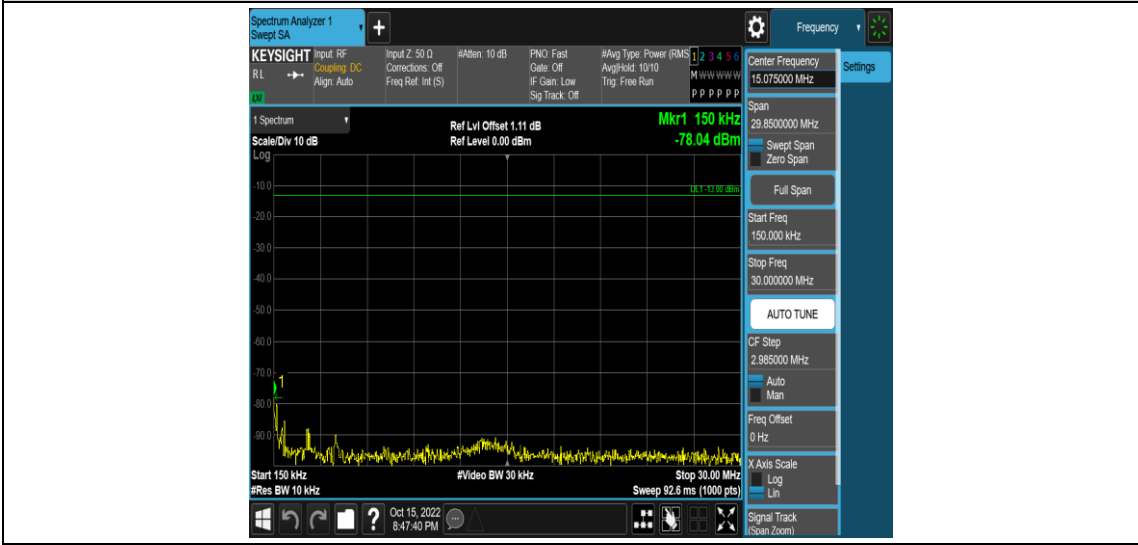 Spectrum Analyzer 1
Swept SA
+
Frequency
KEYSIGHT
RL
LM
Input: RF
Coupling: DC
Align: Auto
Input Z: 50 Ω
Corrections: Off
Freq Ref: Int (S)
#Atten: 10 dB
PNO: Fast
Gate: Off
IF Gain: Low
Sig Track: Off
#Avg Type: Power (RMS
Avg|Hold: 10/10
Trig: Free Run
1 2 3 4 5 6
M W W W W W
P P P P P P
1 Spectrum
Scale/Div 10 dB
Log
Ref Lvl Offset 1.11 dB
Ref Level 0.00 dBm
Mkr1 150 kHz
-78.04 dBm
DL1 -13.00 dBm
-10.0
-20.0
-30.0
-40.0
-50.0
-60.0
-70.0
1
-80.0
-90.0
Start 150 kHz
#Video BW 30 kHz
Stop 30.00 MHz
#Res BW 10 kHz
Sweep 92.6 ms (1000 pts)
?
Oct 15, 2022
8:47:40 PM
Center Frequency
15.075000 MHz
Settings
Span
29.8500000 MHz
Swept Span
Zero Span
Full Span
Start Freq
150.000 kHz
Stop Freq
30.000000 MHz
AUTO TUNE
CF Step
2.985000 MHz
Auto
Man
Freq Offset
0 Hz
X Axis Scale
Log
Lin
Signal Track
(Span Zoom)